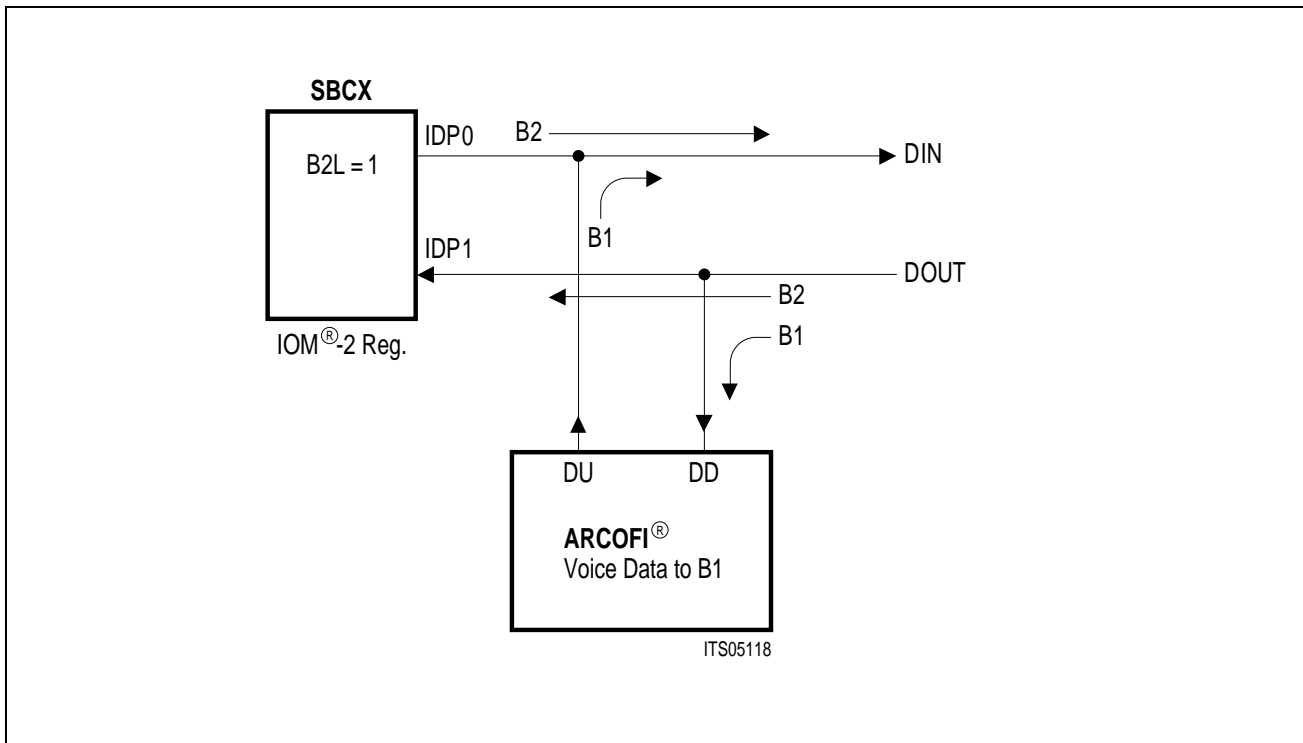 SBCX
IDP0
B2
B2L = 1
DIN
B1
IDP1
DOUT
B2
IOM®-2 Reg.
B1
DU
DD
ARCOFI®
Voice Data to B1
ITS05118